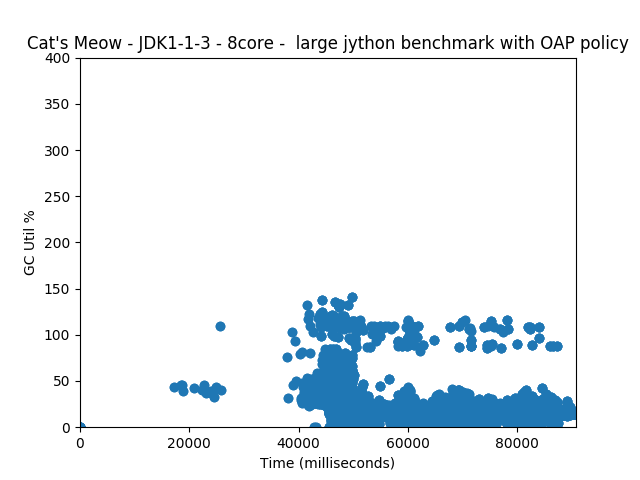 Cat's Meow - JDK1-1-3 - 8core -  large jython benchmark with OAP policy
400
350
300
250
200
150
100
50
0
GC Util %
0 20000 40000 60000 80000
Time (milliseconds)